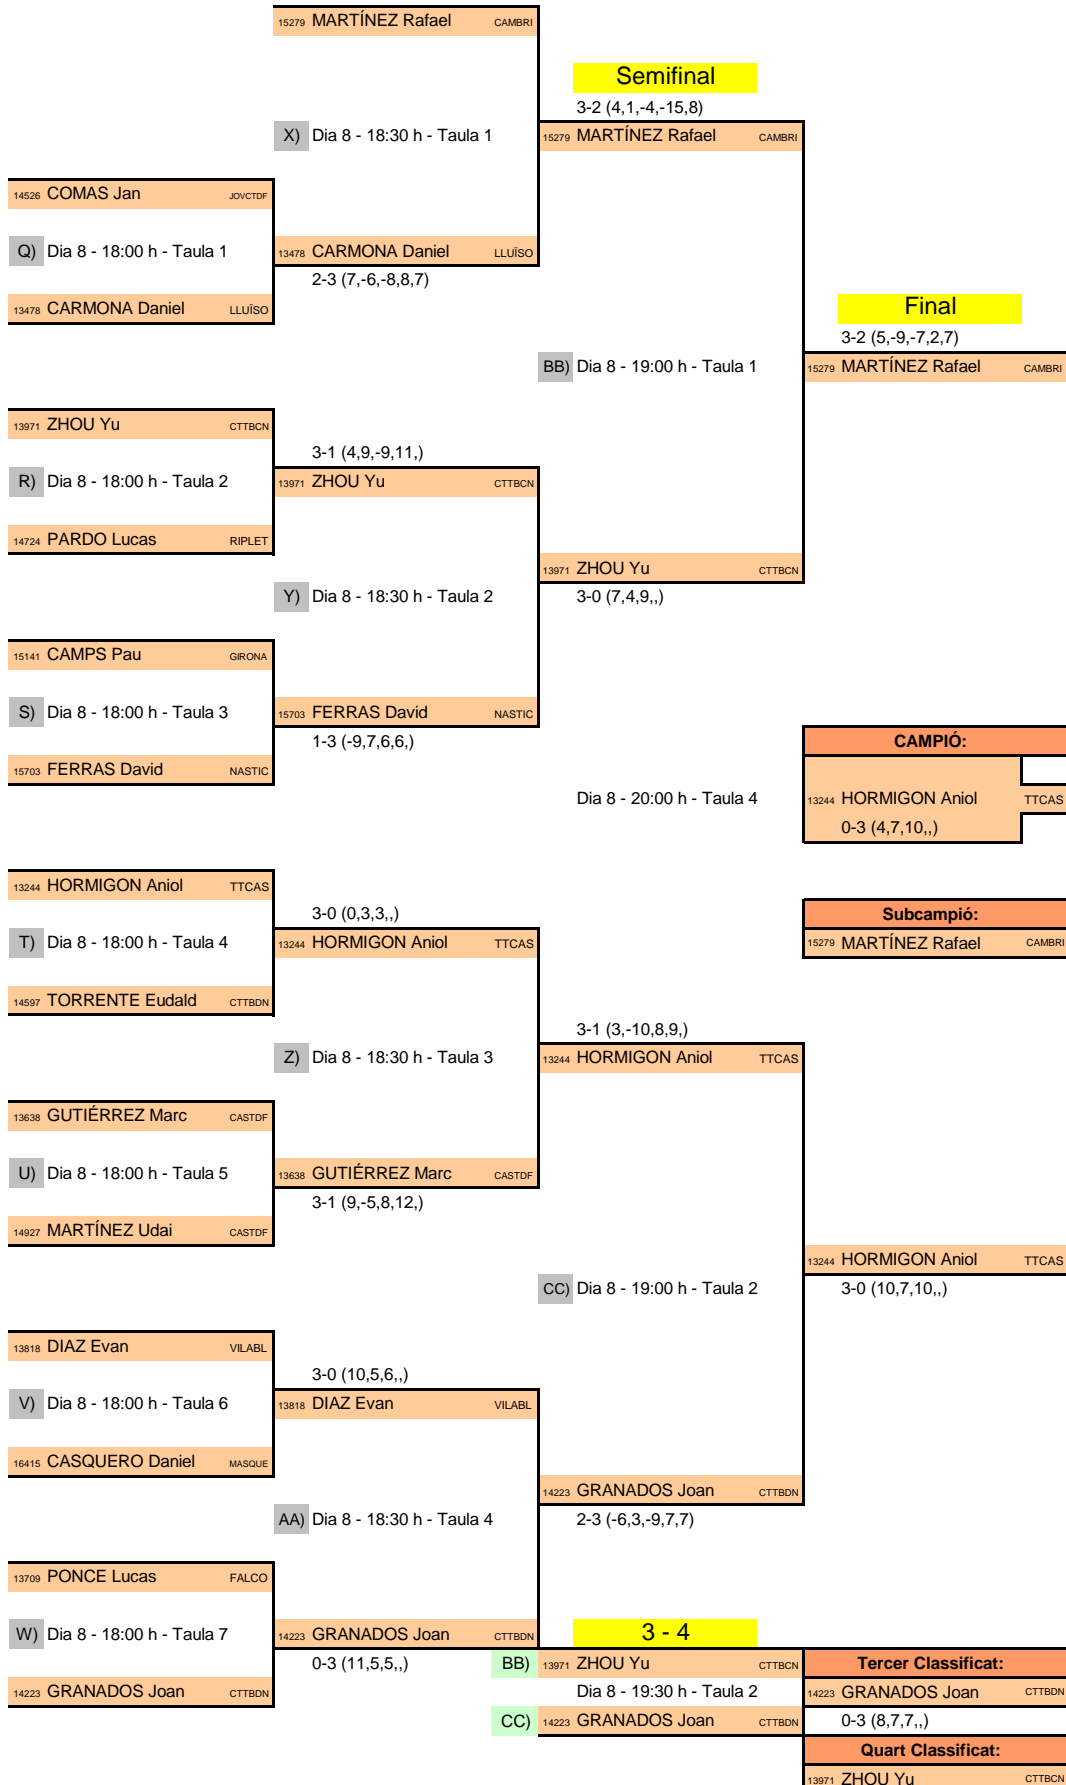 15279 MARTÍNEZ Rafael CAMBRI
Semifinal
3-2 (4,1,-4,-15,8)
X) Dia 8 - 18:30 h - Taula 1
15279 MARTÍNEZ Rafael CAMBRI
14526 COMAS Jan JOVCTDF
Q) Dia 8 - 18:00 h - Taula 1
13478 CARMONA Daniel LLUÏSO
2-3 (7,-6,-8,8,7)
13478 CARMONA Daniel LLUÏSO
Final
3-2 (5,-9,-7,2,7)
BB) Dia 8 - 19:00 h - Taula 1
15279 MARTÍNEZ Rafael CAMBRI
13971 ZHOU Yu CTTBCN
3-1 (4,9,-9,11,)
R) Dia 8 - 18:00 h - Taula 2
13971 ZHOU Yu CTTBCN
14724 PARDO Lucas RIPLET
13971 ZHOU Yu CTTBCN
Y) Dia 8 - 18:30 h - Taula 2
3-0 (7,4,9,,)
15141 CAMPS Pau GIRONA
S) Dia 8 - 18:00 h - Taula 3
15703 FERRAS David NASTIC
1-3 (-9,7,6,6,)
CAMPIÓ:
15703 FERRAS David NASTIC
Dia 8 - 20:00 h - Taula 4
13244 HORMIGON Aniol TTCAS
0-3 (4,7,10,,)
13244 HORMIGON Aniol TTCAS
3-0 (0,3,3,,)
Subcampió:
T) Dia 8 - 18:00 h - Taula 4
13244 HORMIGON Aniol TTCAS
15279 MARTÍNEZ Rafael CAMBRI
14597 TORRENTE Eudald CTTBDN
3-1 (3,-10,8,9,)
Z) Dia 8 - 18:30 h - Taula 3
13244 HORMIGON Aniol TTCAS
13638 GUTIÉRREZ Marc CASTDF
U) Dia 8 - 18:00 h - Taula 5
13638 GUTIÉRREZ Marc CASTDF
3-1 (9,-5,8,12,)
14927 MARTÍNEZ Udai CASTDF
13244 HORMIGON Aniol TTCAS
CC) Dia 8 - 19:00 h - Taula 2
3-0 (10,7,10,,)
13818 DIAZ Evan VILABL
3-0 (10,5,6,,)
V) Dia 8 - 18:00 h - Taula 6
13818 DIAZ Evan VILABL
16415 CASQUERO Daniel MASQUE
14223 GRANADOS Joan CTTBDN
AA) Dia 8 - 18:30 h - Taula 4
2-3 (-6,3,-9,7,7)
13709 PONCE Lucas FALCO
W) Dia 8 - 18:00 h - Taula 7
14223 GRANADOS Joan CTTBDN
3 - 4
0-3 (11,5,5,,)
BB) 13971 ZHOU Yu CTTBCN
Tercer Classificat:
14223 GRANADOS Joan CTTBDN
Dia 8 - 19:30 h - Taula 2
14223 GRANADOS Joan CTTBDN
CC) 14223 GRANADOS Joan CTTBDN
0-3 (8,7,7,,)
Quart Classificat:
13971 ZHOU Yu CTTBCN